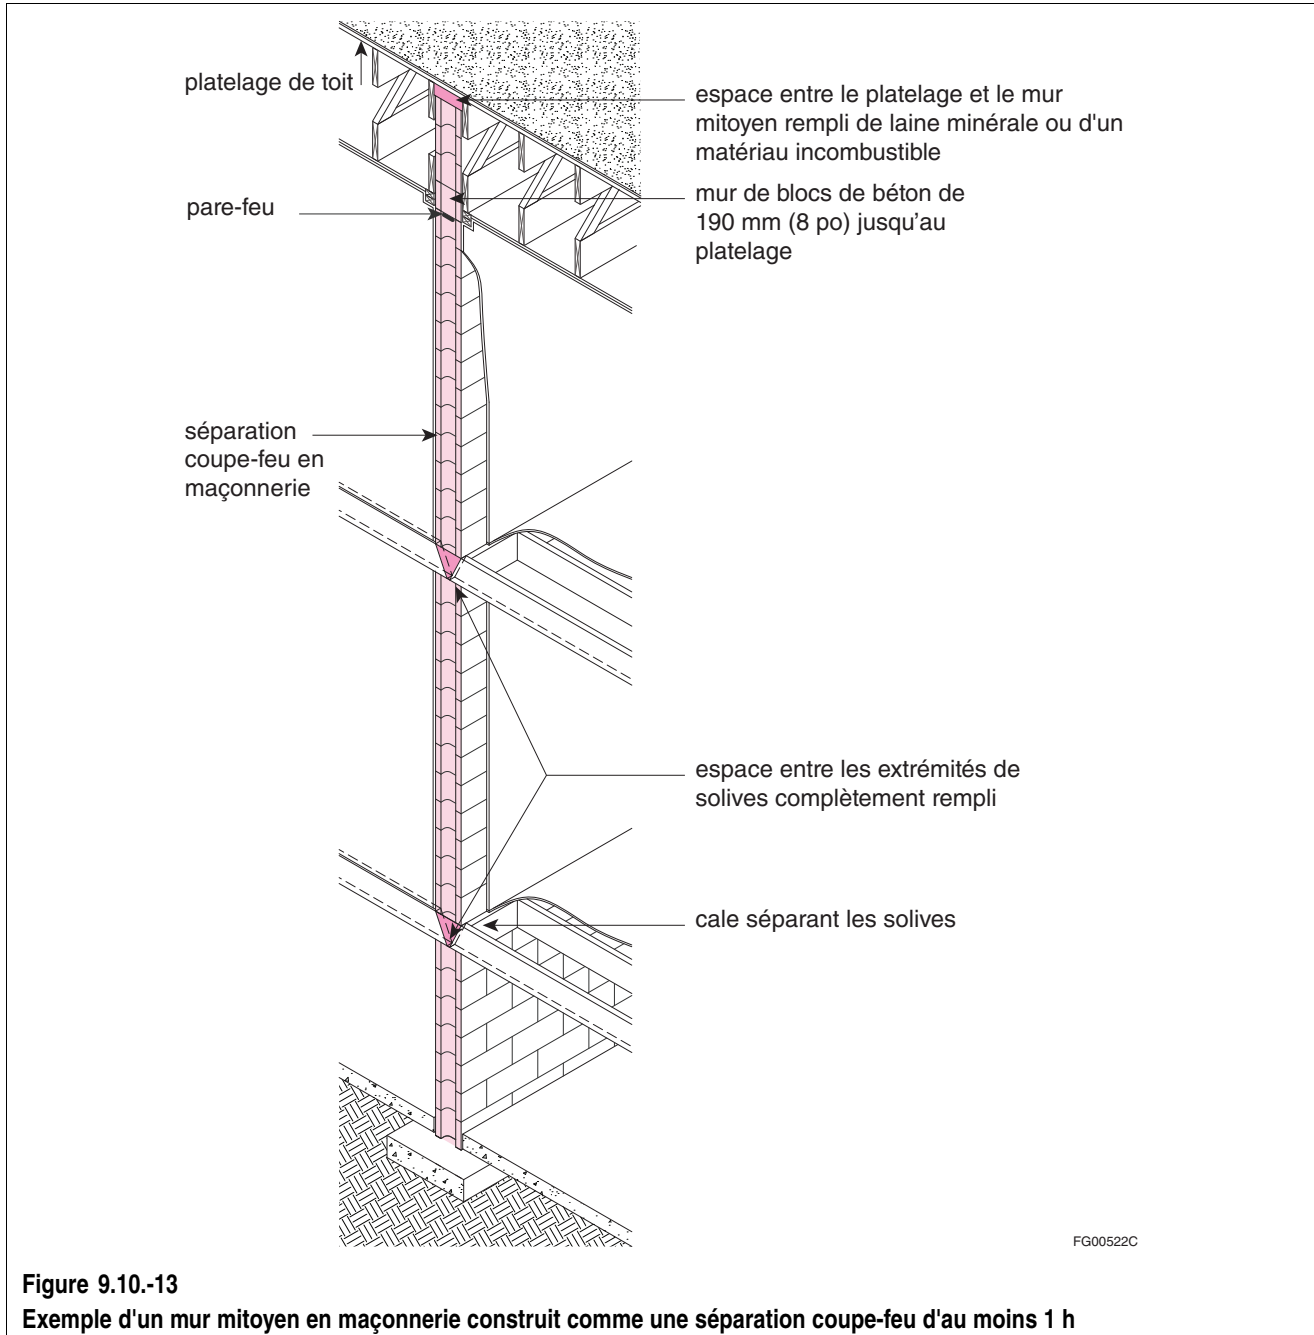 platelage de toit
espace entre le platelage et le mur
mitoyen rempli de laine minérale ou d'un
matériau incombustible
pare-feu
mur de blocs de béton de
190 mm (8 po) jusqu'au
platelage
séparation
coupe-feu en
maçonnerie
espace entre les extrémités de
solives complètement rempli
cale séparant les solives
FG00522C
Figure 9.10.-13
Exemple d'un mur mitoyen en maçonnerie construit comme une séparation coupe-feu d'au moins 1 h